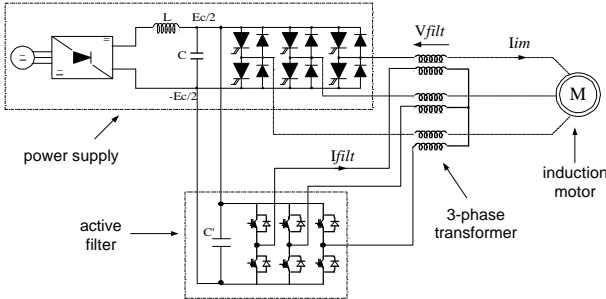 L
Ec/2
C
-Ec/2
Vfilt
Iim
M
power supply
Ifilt
induction
motor
3-phase
transformer
active
filter
C'